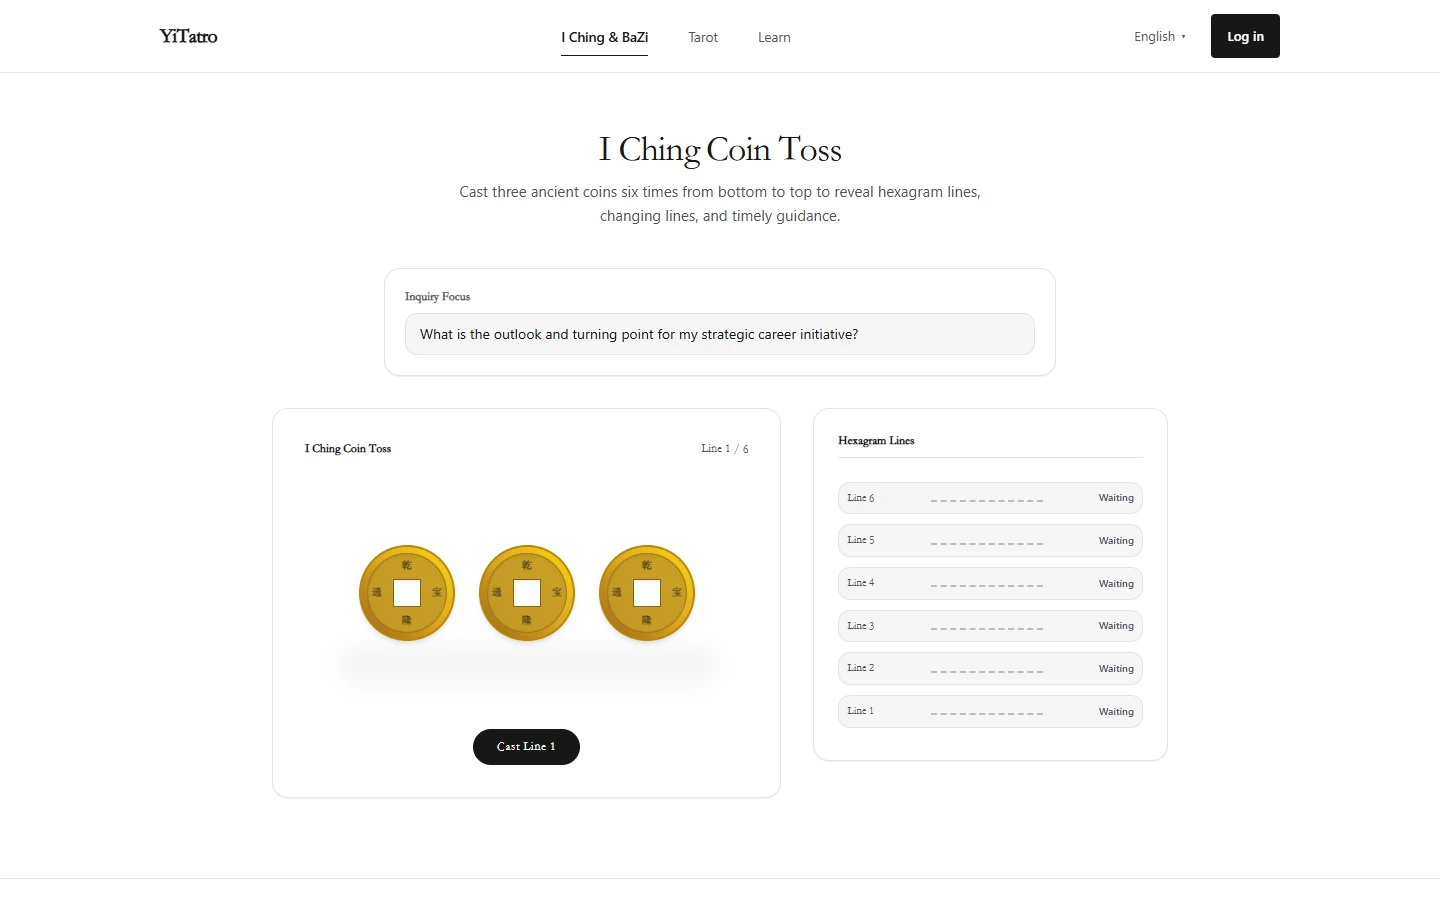 YiTatro
I Ching & BaZi
Tarot
Learn
English
Log in
I Ching Coin Toss
Cast three ancient coins six times from bottom to top to reveal hexagram lines,
changing lines, and timely guidance.
Inquiry Focus
What is the outlook and turning point for my strategic career initiative?
I Ching Coin Toss
Line 1 / 6
乾
通 宝
隆
乾
通 宝
隆
乾
通 宝
隆
Cast Line 1
Hexagram Lines
Line 6 Waiting
Line 5 Waiting
Line 4 Waiting
Line 3 Waiting
Line 2 Waiting
Line 1 Waiting